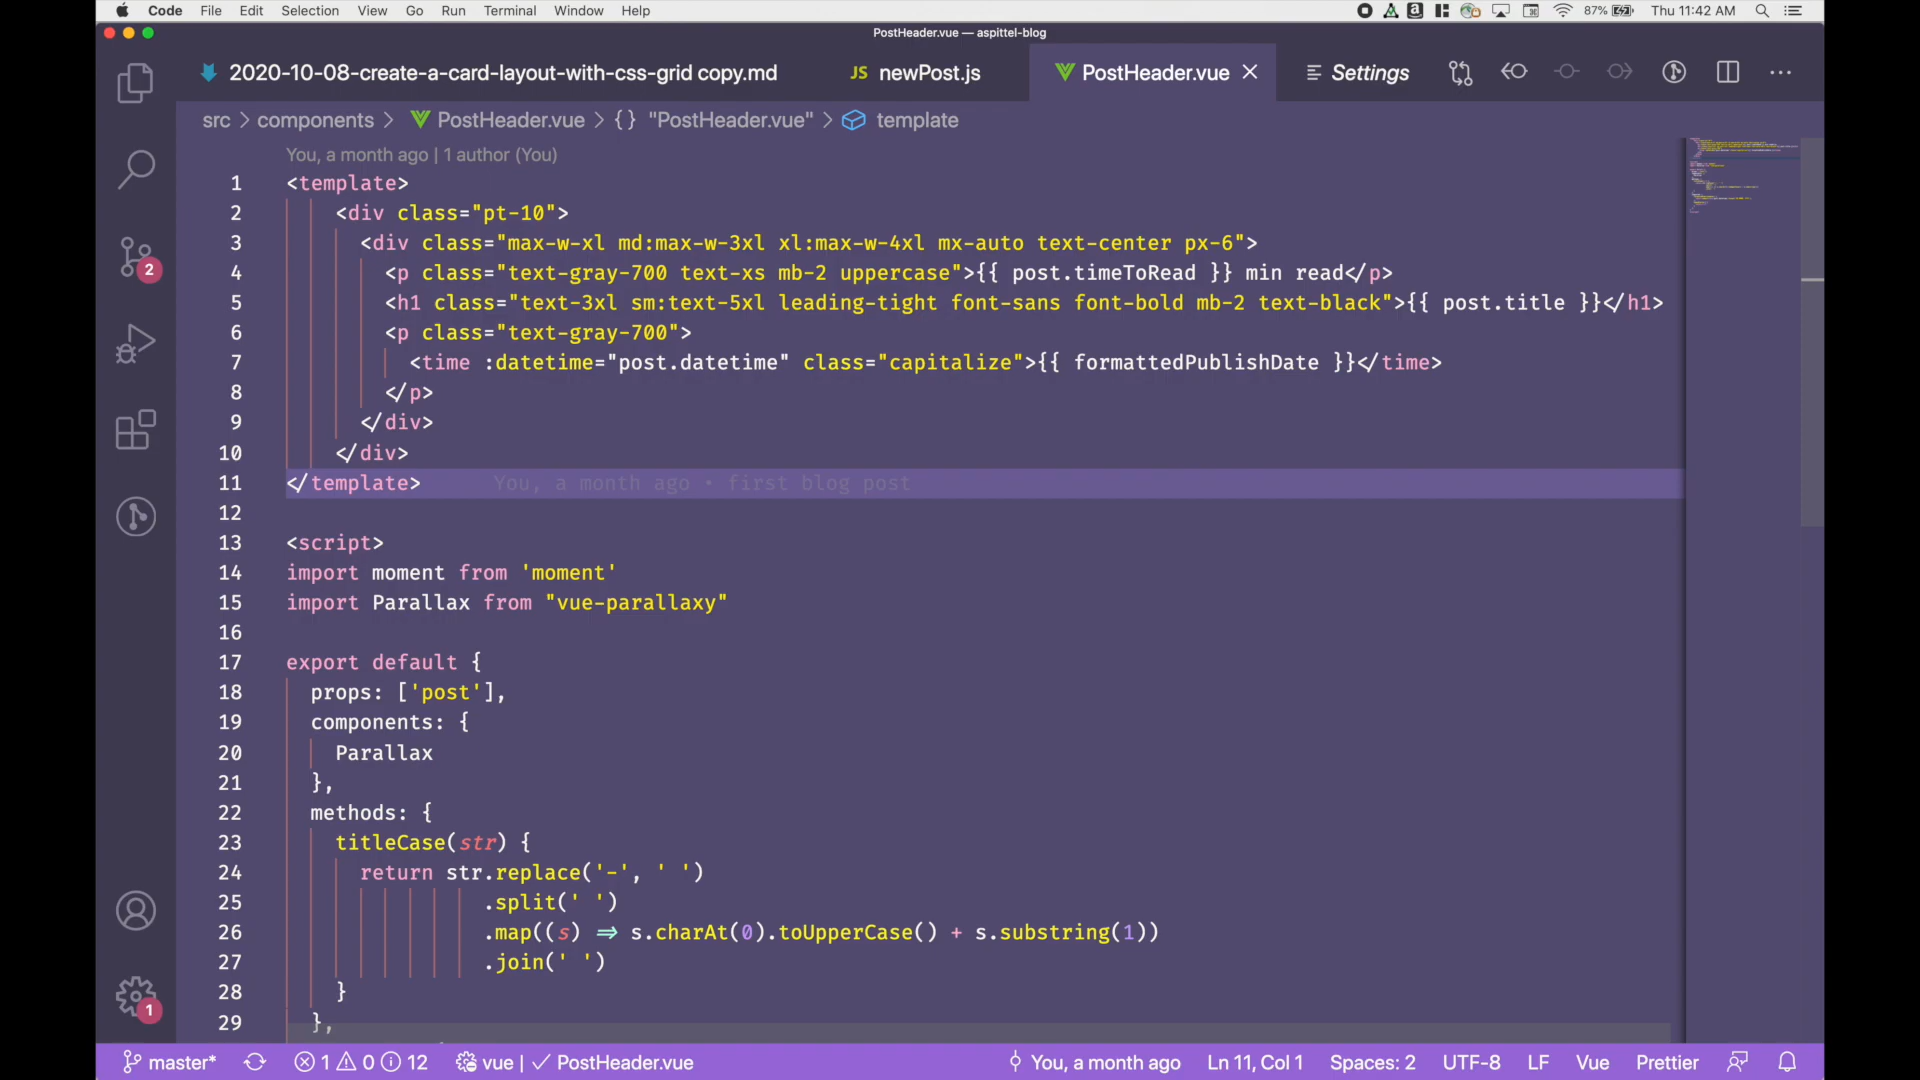 Code File Edit Selection View Go Run Terminal Window Help 87% Thu 11:42 AM
PostHeader.vue — aspittel-blog
2020-10-08-create-a-card-layout-with-css-grid copy.md JS newPost.js PostHeader.vue Settings
src > components > PostHeader.vue > {} "PostHeader.vue" > template
You, a month ago | 1 author (You)
1 <template>
2 <div class="pt-10">
3 <div class="max-w-xl md:max-w-3xl xl:max-w-4xl mx-auto text-center px-6">
4 <p class="text-gray-700 text-xs mb-2 uppercase">{{ post.timeToRead }} min read</p>
5 <h1 class="text-3xl sm:text-5xl leading-tight font-sans font-bold mb-2 text-black">{{ post.title }}</h1>
6 <p class="text-gray-700">
7 <time :datetime="post.datetime" class="capitalize">{{ formattedPublishDate }}</time>
8 </p>
9 </div>
10 </div>
11 </template> You, a month ago • first blog post
12
13 <script>
14 import moment from 'moment'
15 import Parallax from "vue-parallaxy"
16
17 export default {
18 props: ['post'],
19 components: {
20 Parallax
21 },
22 methods: {
23 titleCase(str) {
24 return str.replace('-', ' ')
25 .split(' ')
26 .map((s) => s.charAt(0).toUpperCase() + s.substring(1))
27 .join(' ')
28 }
29 },
2
1
master* 1 0 12 vue | ✓ PostHeader.vue You, a month ago Ln 11, Col 1 Spaces: 2 UTF-8 LF Vue Prettier